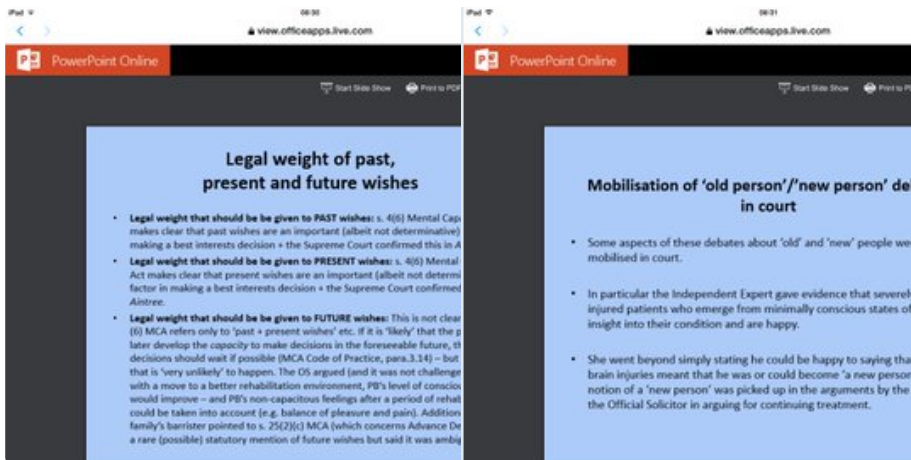 iPad
08:30
view.officeapps.live.com
PowerPoint Online
Start Slide Show Print to PDF
Legal weight of past,
present and future wishes
• Legal weight that should be be given to PAST wishes: s. 4(6) Mental Capa
makes clear that past wishes are an important (albeit not determinative)
making a best interests decision + the Supreme Court confirmed this in A
• Legal weight that should be be given to PRESENT wishes: s. 4(6) Mental
Act makes clear that present wishes are an important (albeit not determi
factor in making a best interests decision + the Supreme Court confirmed
Aintree.
• Legal weight that should be be given to FUTURE wishes: This is not clear
(6) MCA refers only to 'past + present wishes' etc. If it is 'likely' that the p
later develop the capacity to make decisions in the foreseeable future, th
decisions should wait if possible (MCA Code of Practice, para.3.14) – but
that is 'very unlikely' to happen. The OS argued (and it was not challenge
with a move to a better rehabilitation environment, PB's level of consciou
would improve – and PB's non-capacitous feelings after a period of rehab
could be taken into account (e.g. balance of pleasure and pain). Addition
family's barrister pointed to s. 25(2)(c) MCA (which concerns Advance De
a rare (possible) statutory mention of future wishes but said it was ambig
iPad
08:31
view.officeapps.live.com
PowerPoint Online
Start Slide Show Print to PD
Mobilisation of 'old person'/'new person' del
in court
• Some aspects of these debates about 'old' and 'new' people we
mobilised in court.
• In particular the Independent Expert gave evidence that severel
injured patients who emerge from minimally conscious states of
insight into their condition and are happy.
• She went beyond simply stating he could be happy to saying that
brain injuries meant that he was or could become 'a new person
notion of a 'new person' was picked up in the arguments by the
the Official Solicitor in arguing for continuing treatment.